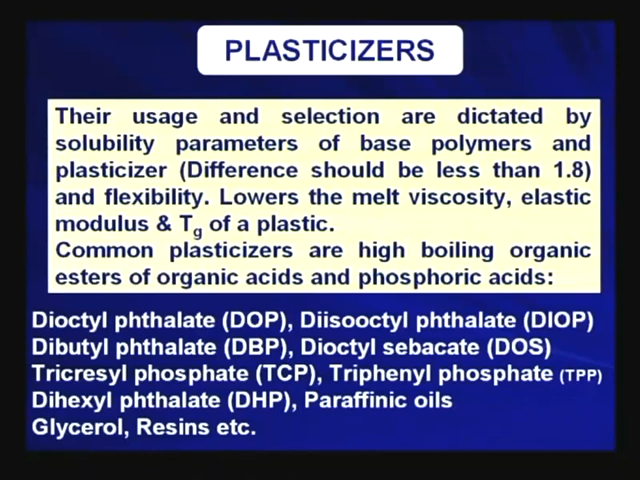 PLASTICIZERS
Their usage and selection are dictated by
solubility parameters of base polymers and
plasticizer (Difference should be less than 1.8)
and flexibility. Lowers the melt viscosity, elastic
modulus & Tg of a plastic.
Common plasticizers are high boiling organic
esters of organic acids and phosphoric acids:
Dioctyl phthalate (DOP), Diisooctyl phthalate (DIOP)
Dibutyl phthalate (DBP), Dioctyl sebacate (DOS)
Tricresyl phosphate (TCP), Triphenyl phosphate (TPP)
Dihexyl phthalate (DHP), Paraffinic oils
Glycerol, Resins etc.